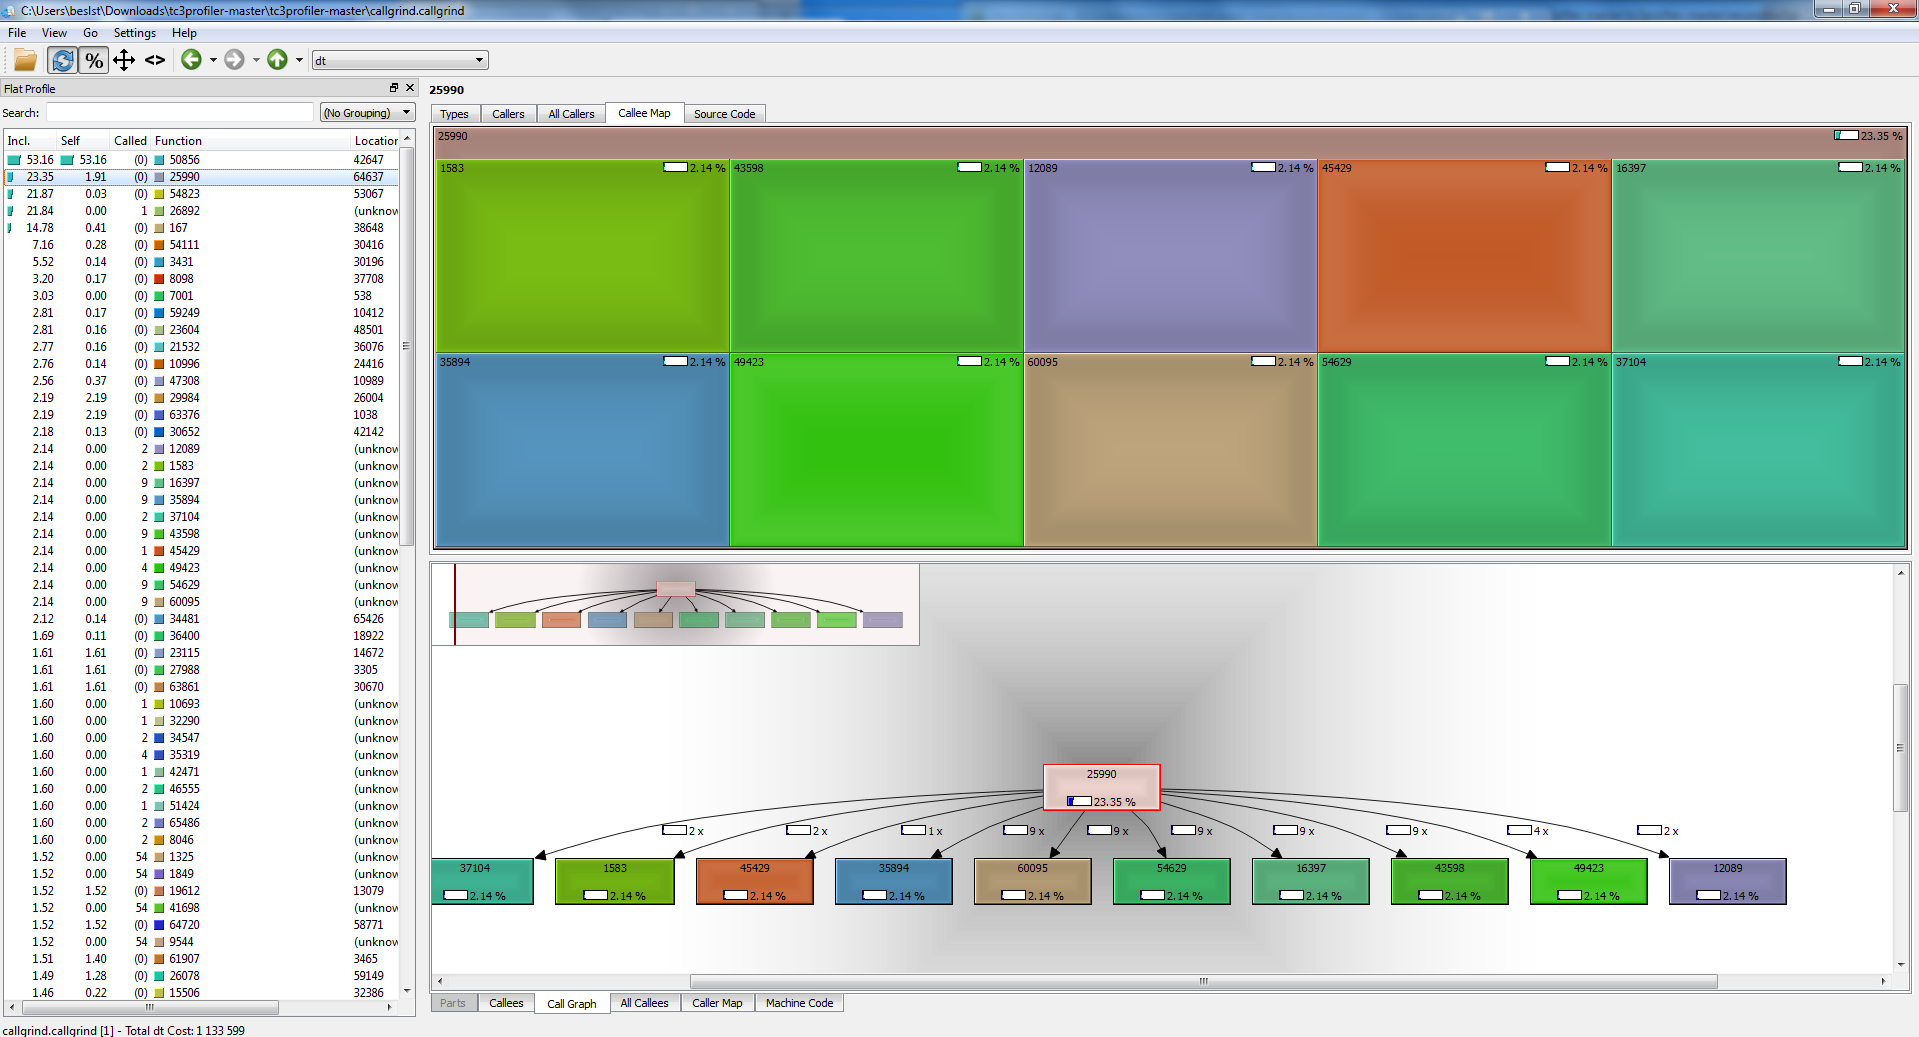 C:\Users\beslst\Downloads\tc3profiler-master\tc3profiler-master\callgrind.callgrind
File View Go Settings Help
% <> dt
Flat Profile
Search: (No Grouping)
Incl. Self Called Function Location
53.16 53.16 (0) 50856 42647
23.35 1.91 (0) 25990 64637
21.87 0.03 (0) 54823 53067
21.84 0.00 1 26892 (unknow
14.78 0.41 (0) 167 38648
7.16 0.28 (0) 54111 30416
5.52 0.14 (0) 3431 30196
3.20 0.17 (0) 8098 37708
3.03 0.00 (0) 7001 538
2.81 0.17 (0) 59249 10412
2.81 0.16 (0) 23604 48501
2.77 0.16 (0) 21532 36076
2.76 0.14 (0) 10996 24416
2.56 0.37 (0) 47308 10989
2.19 2.19 (0) 29984 26004
2.19 2.19 (0) 63376 1038
2.18 0.13 (0) 30652 42142
2.14 0.00 2 12089 (unknow
2.14 0.00 2 1583 (unknow
2.14 0.00 9 16397 (unknow
2.14 0.00 9 35894 (unknow
2.14 0.00 2 37104 (unknow
2.14 0.00 9 43598 (unknow
2.14 0.00 1 45429 (unknow
2.14 0.00 4 49423 (unknow
2.14 0.00 9 54629 (unknow
2.14 0.00 9 60095 (unknow
2.12 0.14 (0) 34481 65426
1.69 0.11 (0) 36400 18922
1.61 1.61 (0) 23115 14672
1.61 1.61 (0) 27988 3305
1.61 1.61 (0) 63861 30670
1.60 0.00 1 10693 (unknow
1.60 0.00 1 32290 (unknow
1.60 0.00 2 34547 (unknow
1.60 0.00 4 35319 (unknow
1.60 0.00 1 42471 (unknow
1.60 0.00 2 46555 (unknow
1.60 0.00 1 51424 (unknow
1.60 0.00 2 65486 (unknow
1.60 0.00 2 8046 (unknow
1.52 0.00 54 1325 (unknow
1.52 0.00 54 1849 (unknow
1.52 1.52 (0) 19612 13079
1.52 0.00 54 41698 (unknow
1.52 1.52 (0) 64720 58771
1.52 0.00 54 9544 (unknow
1.51 1.40 (0) 61907 3465
1.49 1.28 (0) 26078 59149
1.46 0.22 (0) 15506 32386
25990
Types Callers All Callers Callee Map Source Code
25990 23.35 %
1583 2.14 % 43598 2.14 % 12089 2.14 % 45429 2.14 % 16397 2.14 %
35894 2.14 % 49423 2.14 % 60095 2.14 % 54629 2.14 % 37104 2.14 %
25990
23.35 %
2 x 2 x 1 x 9 x 9 x 9 x 9 x 9 x 4 x 2 x
37104 1583 45429 35894 60095 54629 16397 43598 49423 12089
2.14 % 2.14 % 2.14 % 2.14 % 2.14 % 2.14 % 2.14 % 2.14 % 2.14 % 2.14 %
Parts Callees Call Graph All Callees Caller Map Machine Code
callgrind.callgrind [1] - Total dt Cost: 1 133 599